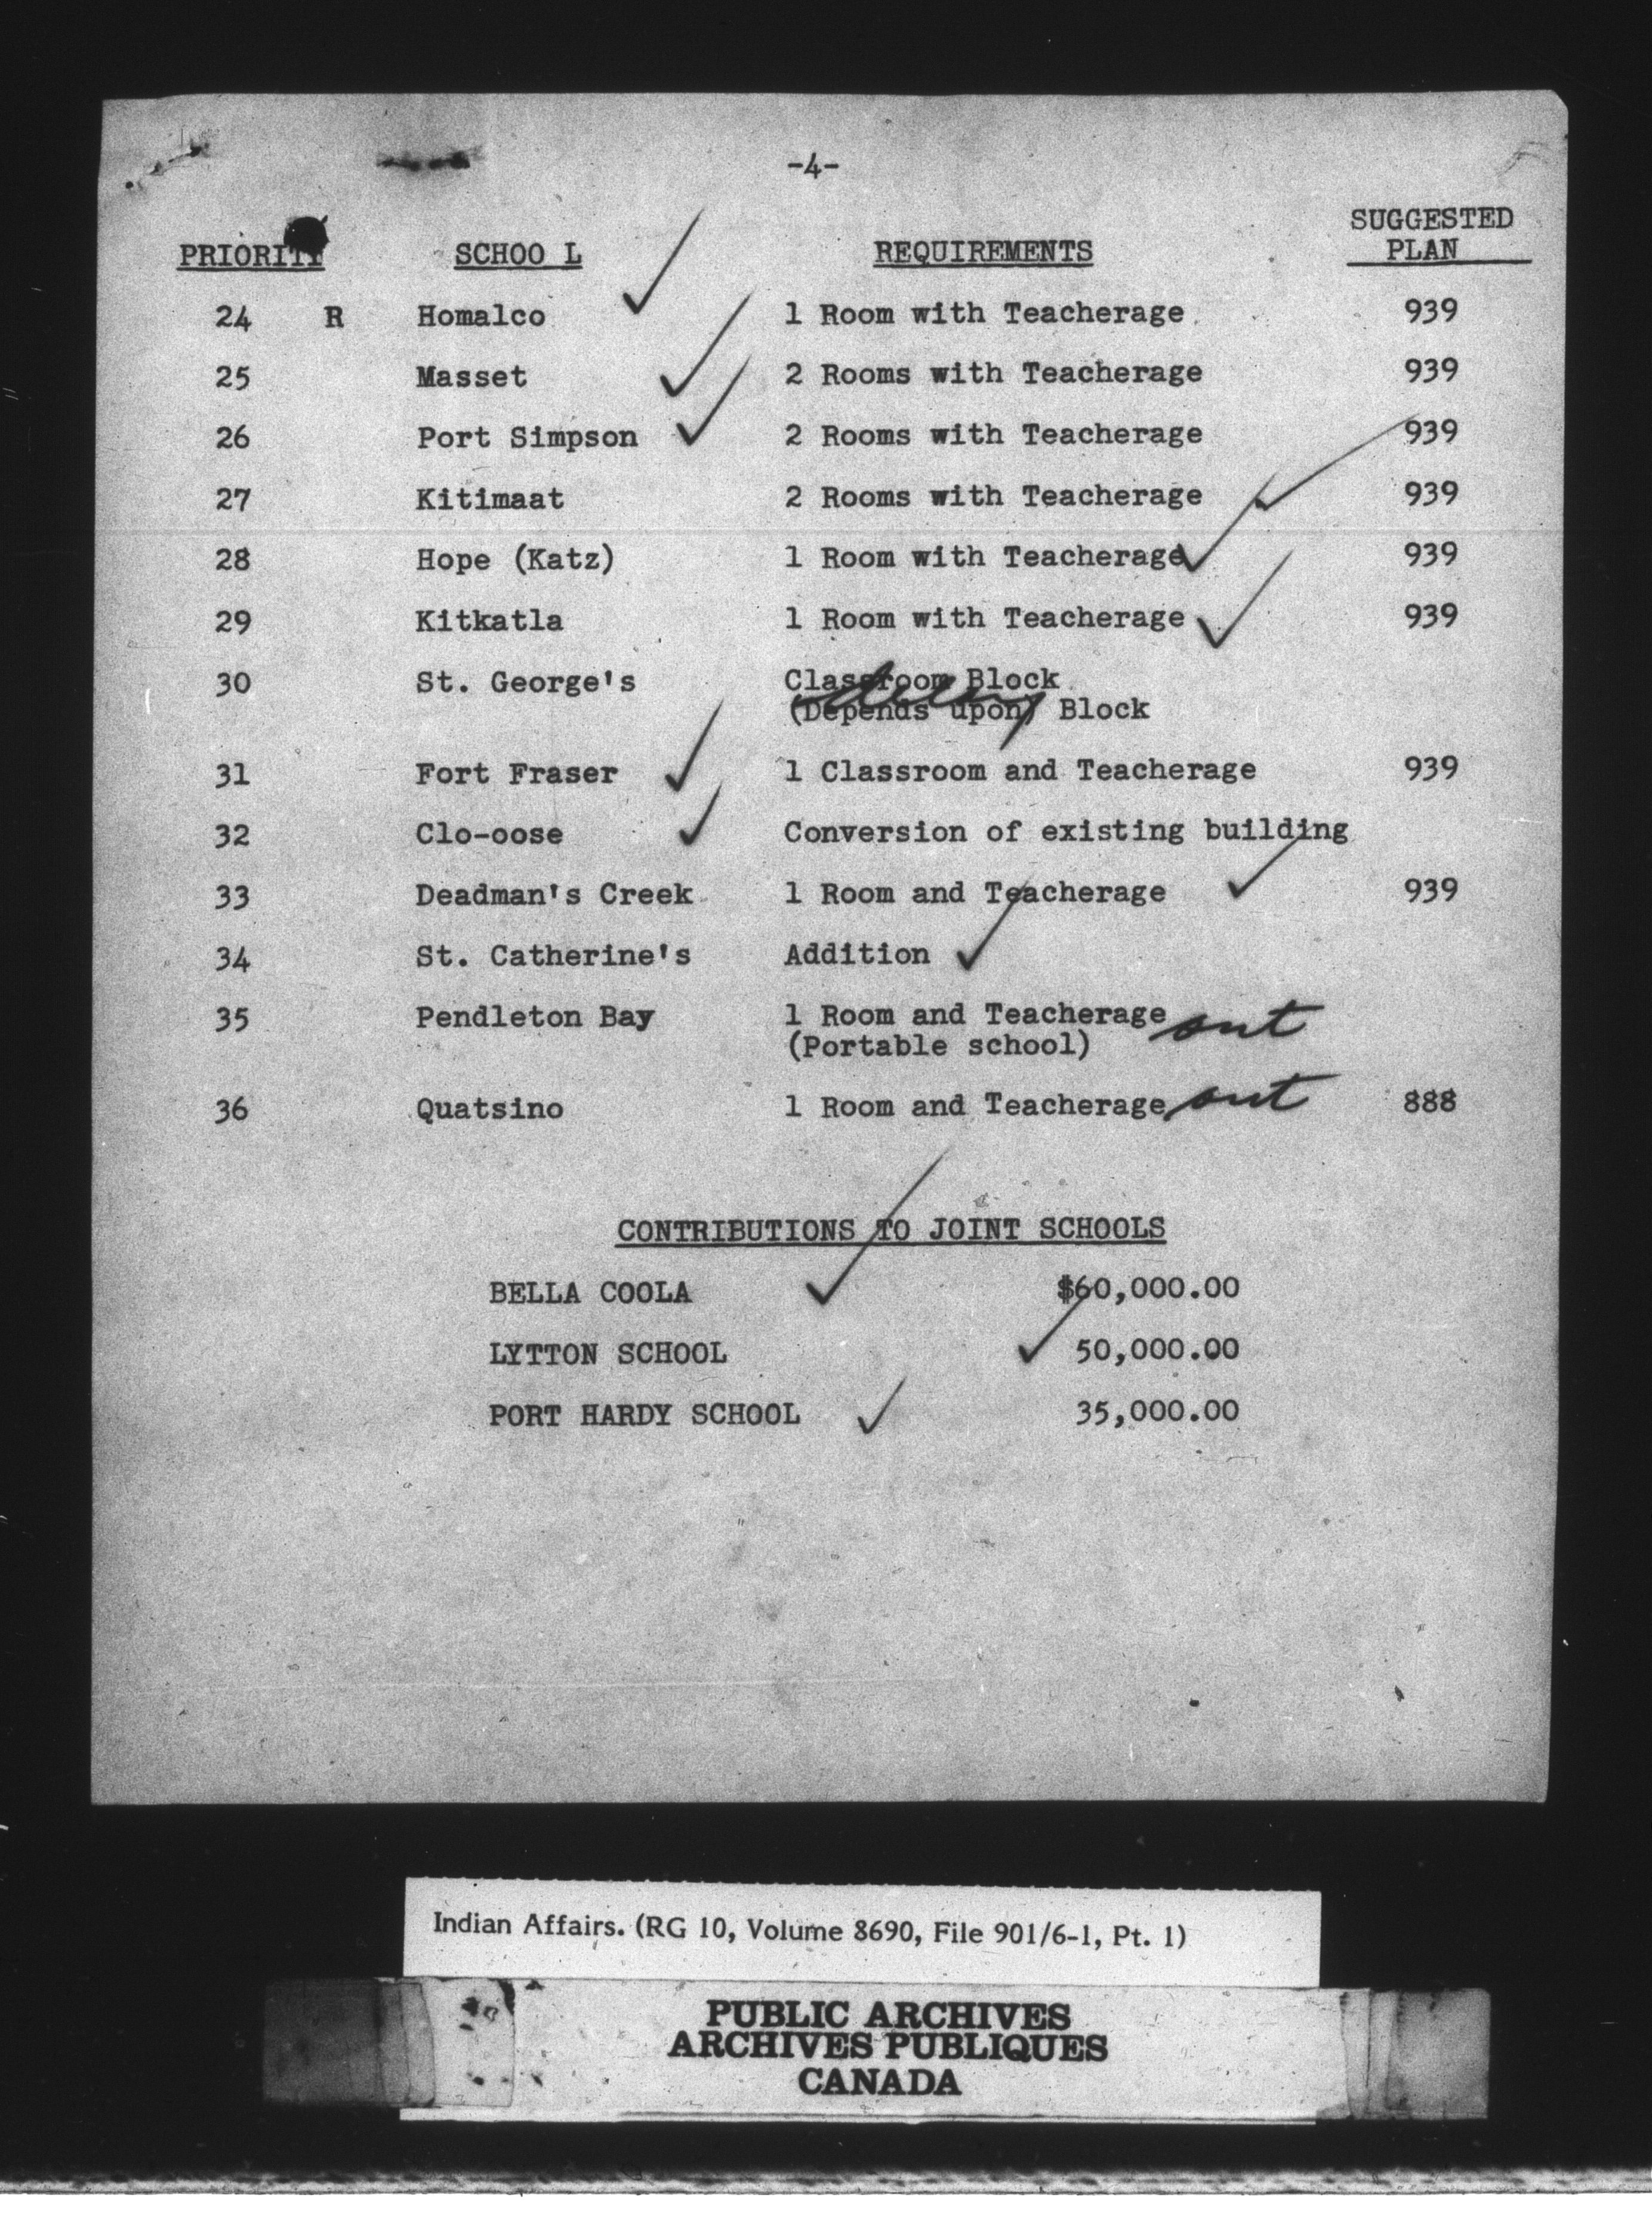 -4-
PRIORITY SCHOO L REQUIREMENTS SUGGESTED PLAN
24 R Homalco 1 Room with Teacherage 939
25 Masset 2 Rooms with Teacherage 939
26 Port Simpson 2 Rooms with Teacherage 939
27 Kitimaat 2 Rooms with Teacherage 939
28 Hope (Katz) 1 Room with Teacherage 939
29 Kitkatla 1 Room with Teacherage 939
30 St. George's Classroom Block
(Depends upon) Block
31 Fort Fraser 1 Classroom and Teacherage 939
32 Clo-oose Conversion of existing building
33 Deadman's Creek 1 Room and Teacherage 939
34 St. Catherine's Addition
35 Pendleton Bay 1 Room and Teacherage out
(Portable school)
36 Quatsino 1 Room and Teacherage out 888
CONTRIBUTIONS TO JOINT SCHOOLS
BELLA COOLA $60,000.00
LYTTON SCHOOL 50,000.00
PORT HARDY SCHOOL 35,000.00
Indian Affairs. (RG 10, Volume 8690, File 901/6-1, Pt. 1)
PUBLIC ARCHIVES
ARCHIVES PUBLIQUES
CANADA